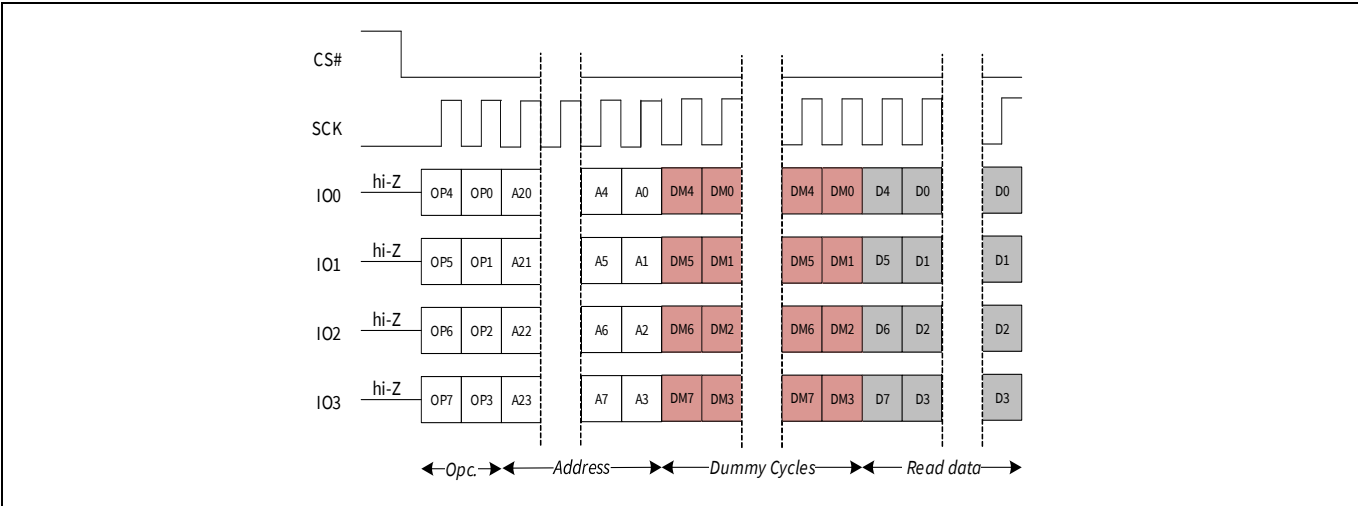 CS#
SCK
IO0 hi-Z OP4 OP0 A20 A4 A0 DM4 DM0 DM4 DM0 D4 D0 D0
IO1 hi-Z OP5 OP1 A21 A5 A1 DM5 DM1 DM5 DM1 D5 D1 D1
IO2 hi-Z OP6 OP2 A22 A6 A2 DM6 DM2 DM6 DM2 D6 D2 D2
IO3 hi-Z OP7 OP3 A23 A7 A3 DM7 DM3 DM7 DM3 D7 D3 D3
Opc. Address Dummy Cycles Read data